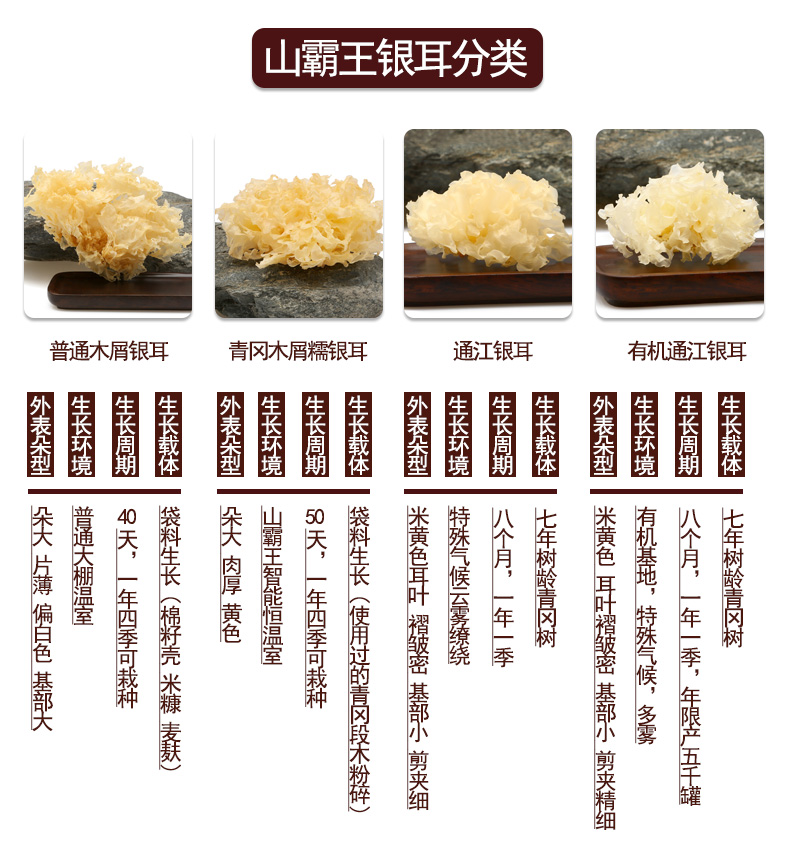 山霸王银耳分类
普通木屑银耳
青冈木屑糯银耳
通江银耳
有机通江银耳
生长载体
生长周期
生长环境
外表朵型
袋料生长（棉籽壳 米糠 麦麸）
40天，一年四季可栽种
普通大棚温室
朵大 片薄 偏白色 基部大
生长载体
生长周期
生长环境
外表朵型
袋料生长（使用过的青冈段木粉碎）
50天，一年四季可栽种
山霸王智能恒温室
朵大 肉厚 黄色
生长载体
生长周期
生长环境
外表朵型
七年树龄青冈树
八个月，一年一季
特殊气候云雾缭绕
米黄色耳叶 褶皱密 基部小 剪夹细
生长载体
生长周期
生长环境
外表朵型
七年树龄青冈树
八个月，一年一季，年限产五千罐
有机基地，特殊气候，多雾
米黄色 耳叶褶皱密 基部小 剪夹精细